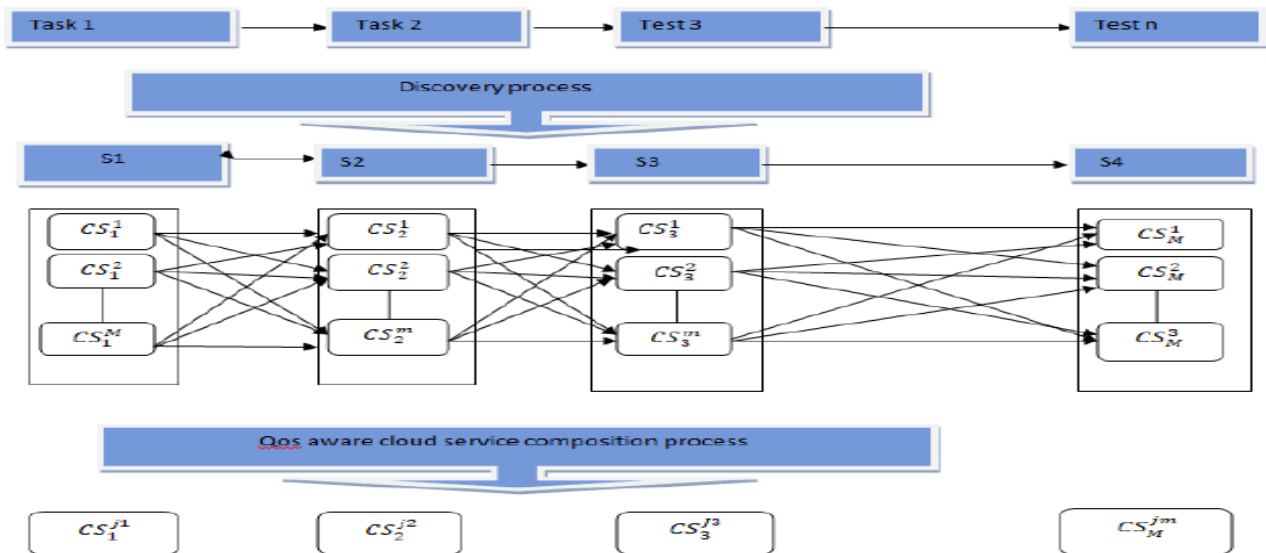 Task 1 Task 2 Test 3 Test n
Discovery process
S1 S2 S3 S4
CS_1^1 CS_2^1 CS_3^1 CS_M^1
CS_1^2 CS_2^2 CS_3^2 CS_M^2
CS_1^M CS_2^m CS_3^m CS_M^3
Qos aware cloud service composition process
CS_1^{j1} CS_2^{j2} CS_3^{J3} CS_M^{jm}